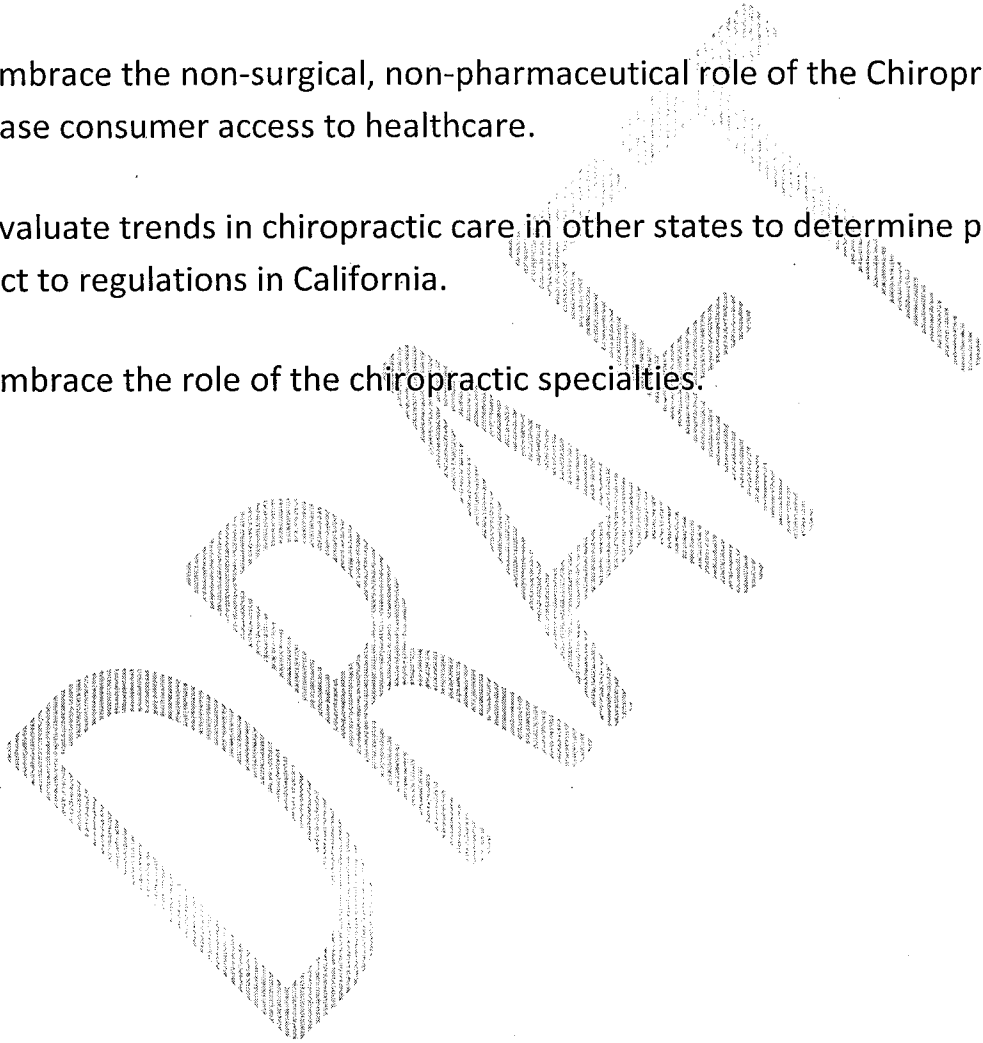 mbrace the non-surgical, non-pharmaceutical role of the Chiropr
ase consumer access to healthcare.
valuate trends in chiropractic care in other states to determine p
ct to regulations in California.
mbrace the role of the chiropractic specialties.
DRAFT